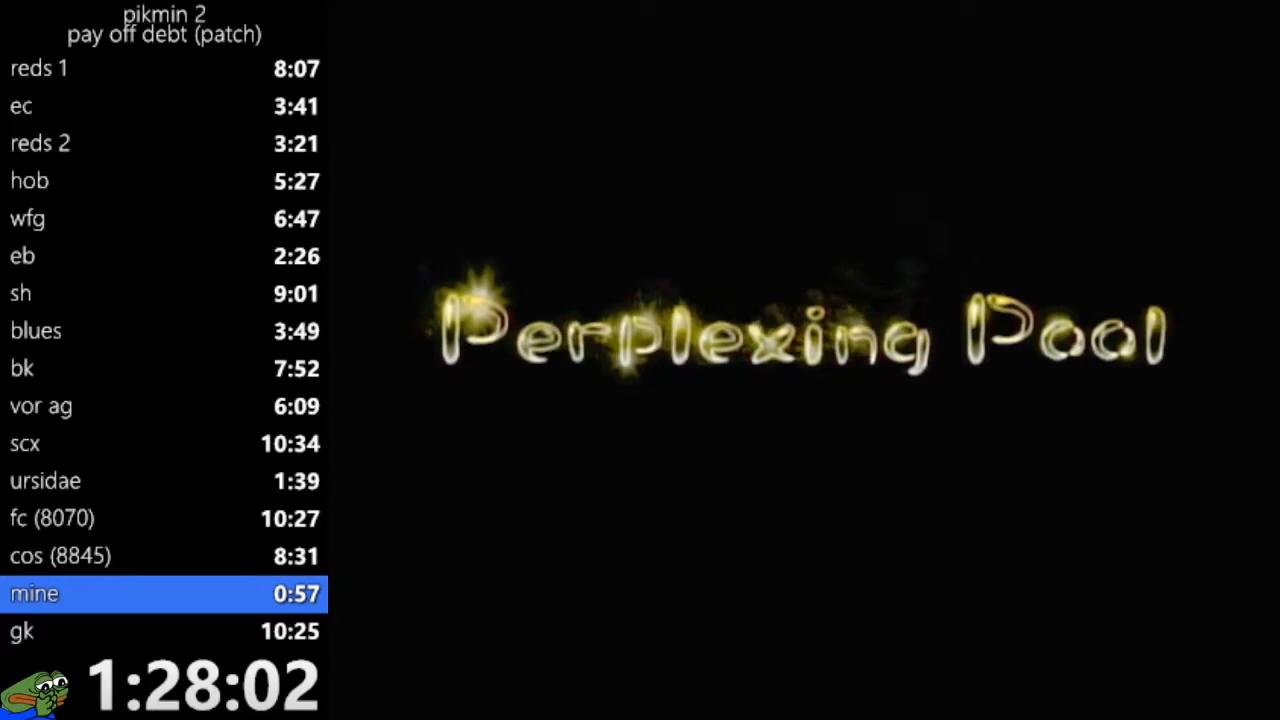 pikmin 2
pay off debt (patch)
reds 1 8:07
ec 3:41
reds 2 3:21
hob 5:27
wfg 6:47
eb 2:26
sh 9:01
blues 3:49
bk 7:52
vor ag 6:09
scx 10:34
ursidae 1:39
fc (8070) 10:27
cos (8845) 8:31
mine 0:57
gk 10:25
1:28:02
Perplexing Pool